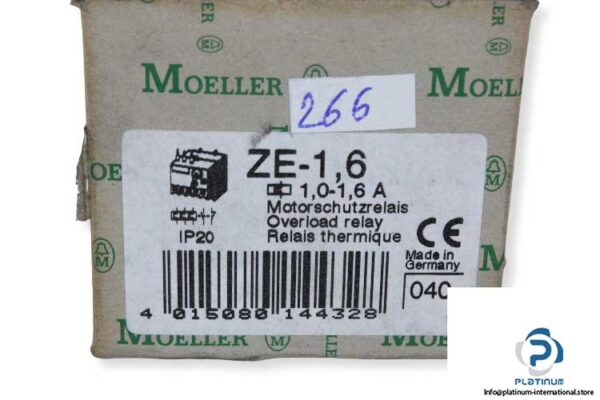 MOELLER
MOELLER
266
ZE-1,6
1,0-1,6 A
Motorschutzrelais
Overload relay
Relais thermique
IP20
CE
Made in
Germany
040
4 015080 144328
MOELLER
PLATINUM
Info@platinum-international.store